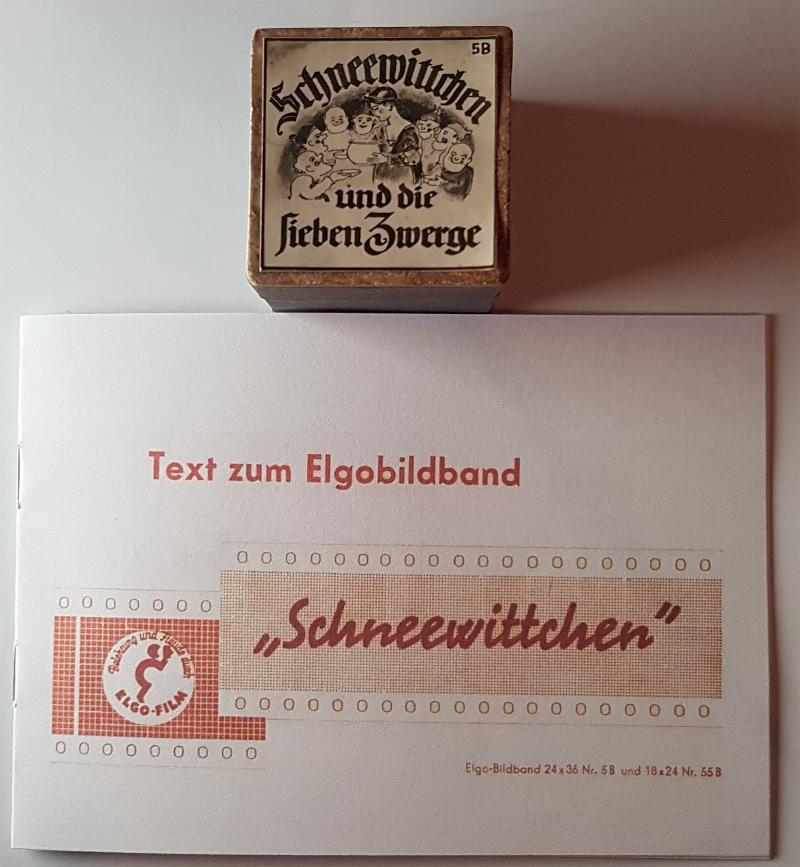 5B
Schneewittchen
und die
sieben Zwerge
Text zum Elgobildband
„Schneewittchen”
Belehrung und Freude durch
ELGO-FILM
Elgo-Bildband 24x36 Nr. 5B und 18x24 Nr. 55B